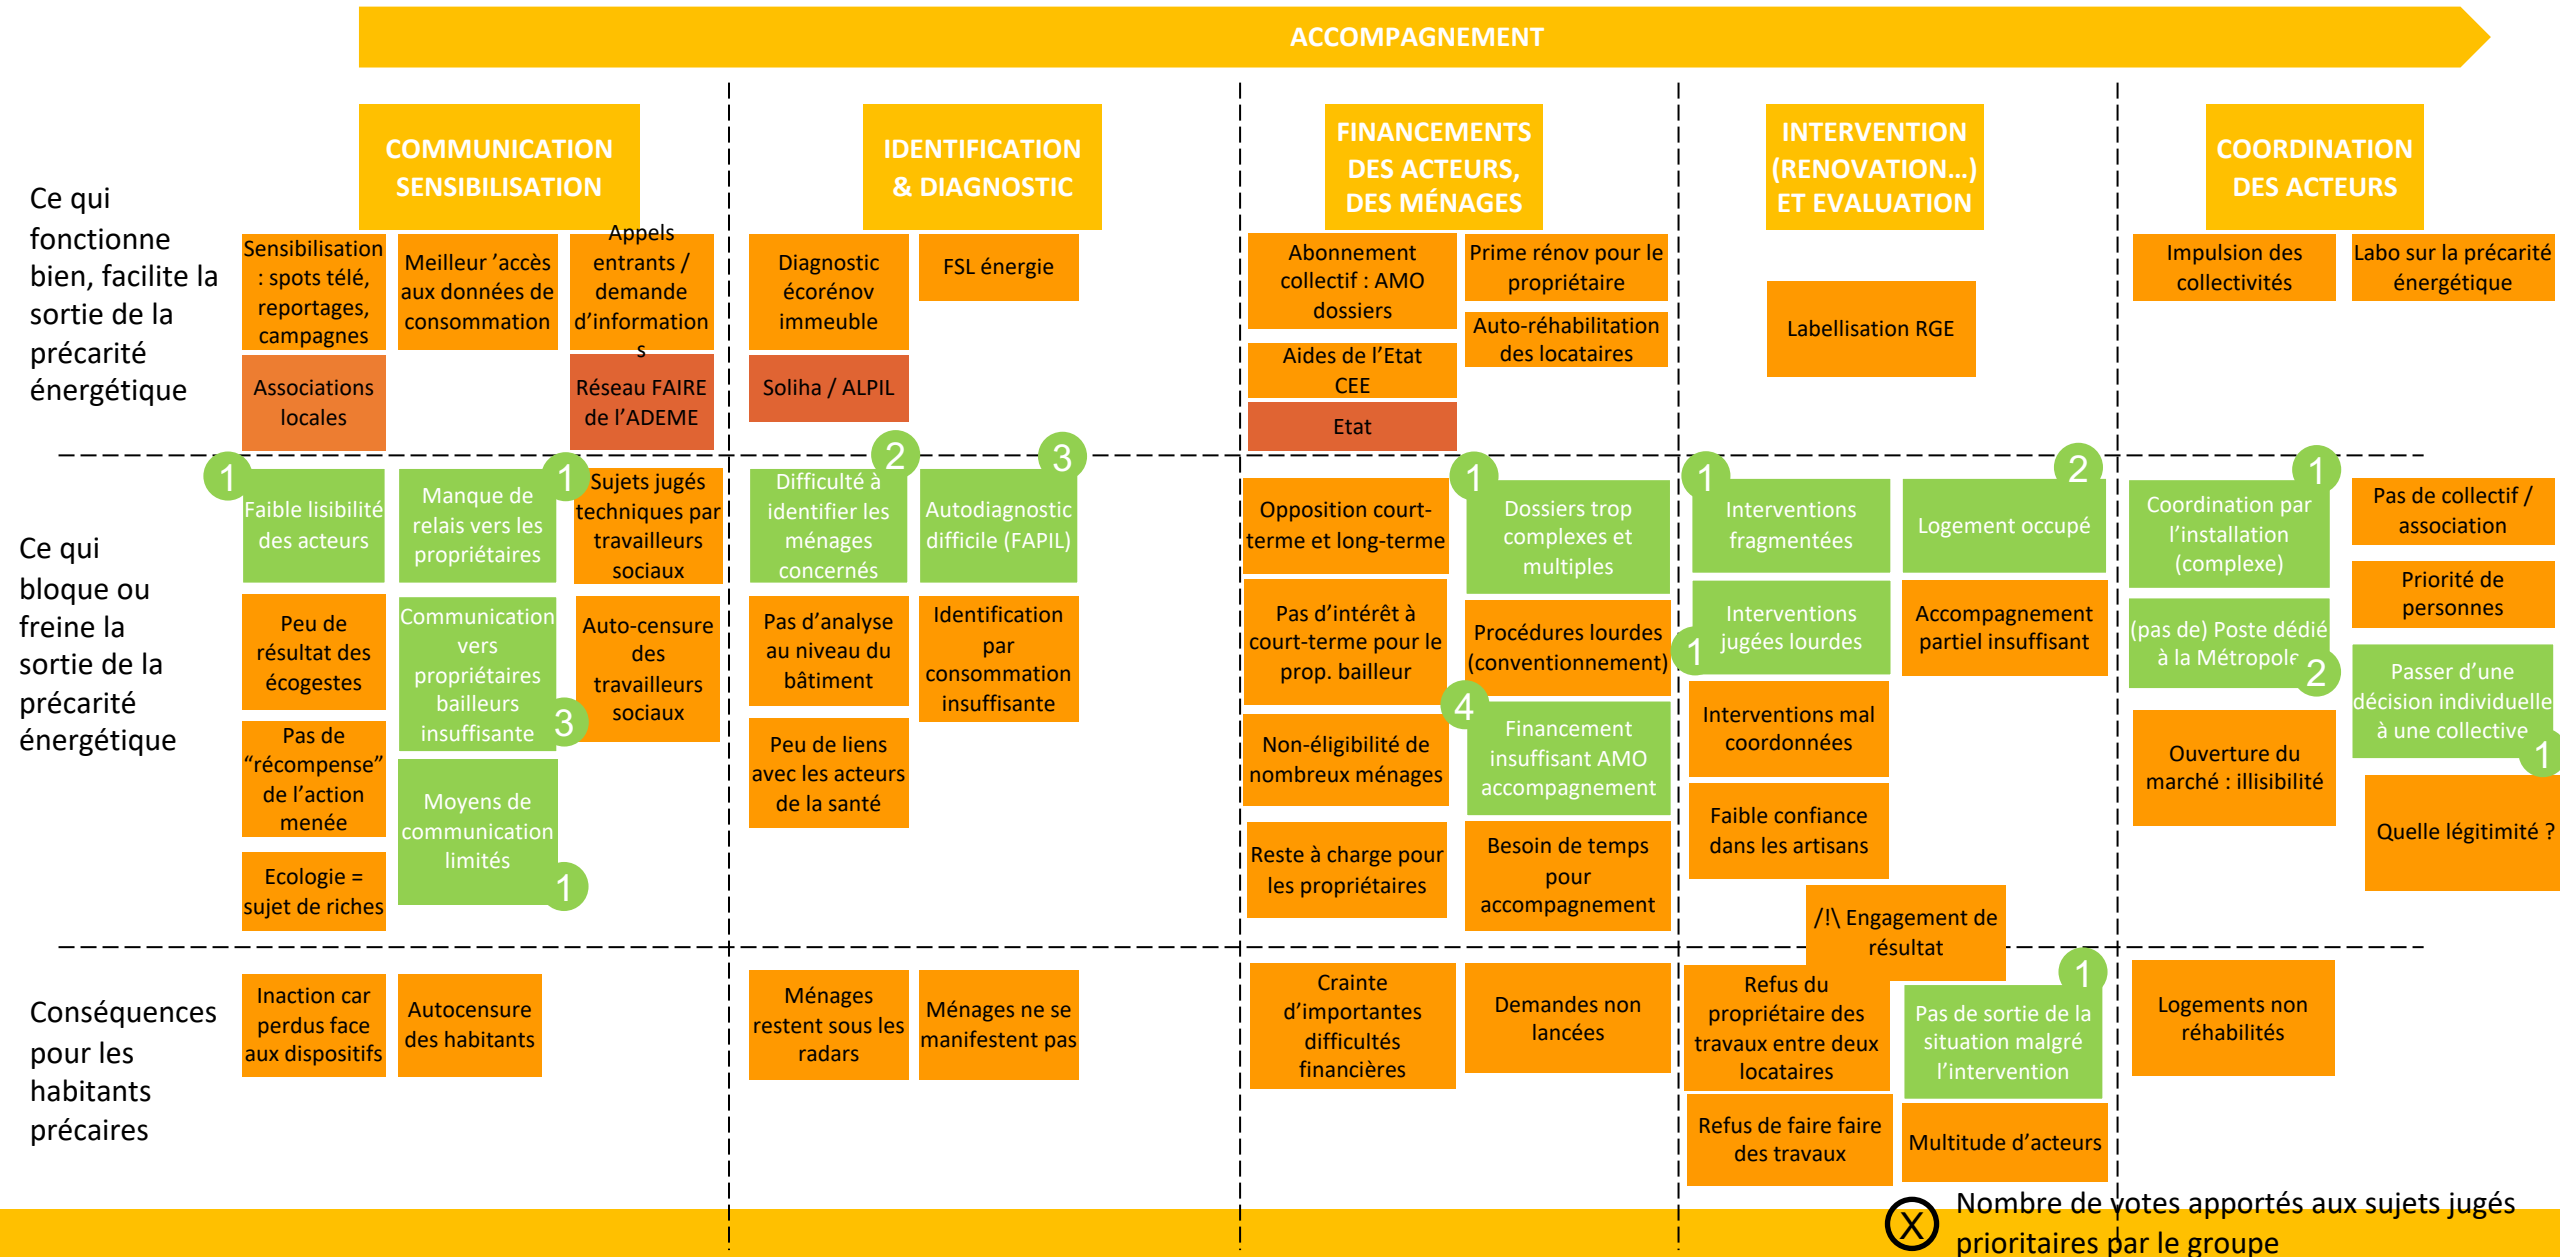 ACCOMPAGNEMENT
COMMUNICATION
SENSIBILISATION
IDENTIFICATION
& DIAGNOSTIC
FINANCEMENTS
DES ACTEURS,
DES MÉNAGES
INTERVENTION
(RENOVATION...)
ET EVALUATION
COORDINATION
DES ACTEURS
Ce qui
fonctionne
bien, facilite la
sortie de la
précarité
énergétique
Sensibilisation
: spots télé,
reportages,
campagnes
Associations
locales
Meilleur ’accès
aux données de
consommation
Appels
entrants /
demande
d’information
s
Réseau FAIRE
de l’ADEME
Diagnostic
écorénov
immeuble
Soliha / ALPIL
FSL énergie
Abonnement
collectif : AMO
dossiers
Aides de l’Etat
CEE
Etat
Prime rénov pour le
propriétaire
Auto-réhabilitation
des locataires
Labellisation RGE
Impulsion des
collectivités
Labo sur la précarité
énergétique
Ce qui
bloque ou
freine la
sortie de la
précarité
énergétique
1
Faible lisibilité
des acteurs
Peu de
résultat des
écogestes
Pas de
“récompense”
de l’action
menée
Ecologie =
sujet de riches
1
Manque de
relais vers les
propriétaires
Communication
vers
propriétaires
bailleurs
insuffisante
3
Moyens de
communication
limités
1
Sujets jugés
techniques par
travailleurs
sociaux
Auto-censure
des
travailleurs
sociaux
2
Difficulté à
identifier les
ménages
concernés
Pas d’analyse
au niveau du
bâtiment
Peu de liens
avec les acteurs
de la santé
3
Autodiagnostic
difficile (FAPIL)
Identification
par
consommation
insuffisante
Opposition court-
terme et long-terme
Pas d’intérêt à
court-terme pour le
prop. bailleur
Non-éligibilité de
nombreux ménages
Reste à charge pour
les propriétaires
1
Dossiers trop
complexes et
multiples
Procédures lourdes
(conventionnement)
4
Financement
insuffisant AMO
accompagnement
Besoin de temps
pour
accompagnement
1
Interventions
fragmentées
Interventions
jugées lourdes
1
Interventions mal
coordonnées
Faible confiance
dans les artisans
2
Logement occupé
Accompagnement
partiel insuffisant
/!\ Engagement de
résultat
1
Coordination par
l’installation
(complexe)
(pas de) Poste dédié
à la Métropole
2
Ouverture du
marché : illisibilité
Pas de collectif /
association
Priorité de
personnes
Passer d’une
décision individuelle
à une collective
1
Quelle légitimité ?
Conséquences
pour les
habitants
précaires
Inaction car
perdus face
aux dispositifs
Autocensure
des habitants
Ménages
restent sous les
radars
Ménages ne se
manifestent pas
Crainte
d’importantes
difficultés
financières
Demandes non
lancées
Refus du
propriétaire des
travaux entre deux
locataires
Refus de faire faire
des travaux
1
Pas de sortie de la
situation malgré
l’intervention
Multitude d’acteurs
Logements non
réhabilités
X
Nombre de votes apportés aux sujets jugés
prioritaires par le groupe